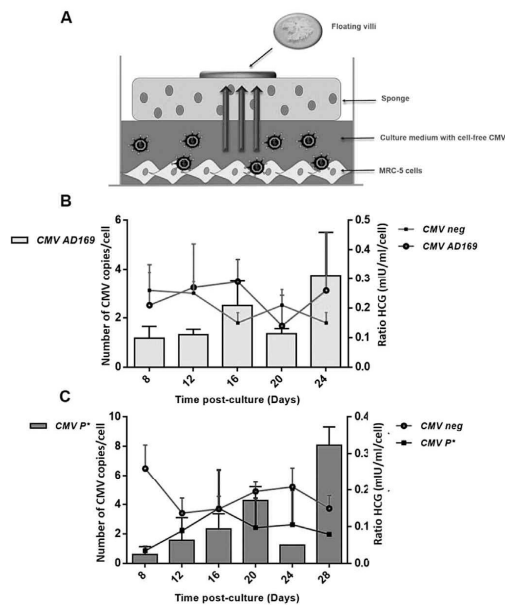 A
Floating villi
Sponge
Culture medium with cell-free CMV
MRC-5 cells
B
CMV AD169
Number of CMV copies/cell
6
4
2
0
0.5
0.4
0.3
0.2
0.1
0.0
Ratio HCG (mIU/ml/cell)
CMV neg
CMV AD169
8 12 16 20 24
Time post-culture (Days)
C
CMV P*
Number of CMV copies/cell
10
8
6
4
2
0
0.4
0.3
0.2
0.1
0.0
Ratio HCG (mIU/ml/cell)
CMV neg
CMV P*
8 12 16 20 24 28
Time post-culture (Days)